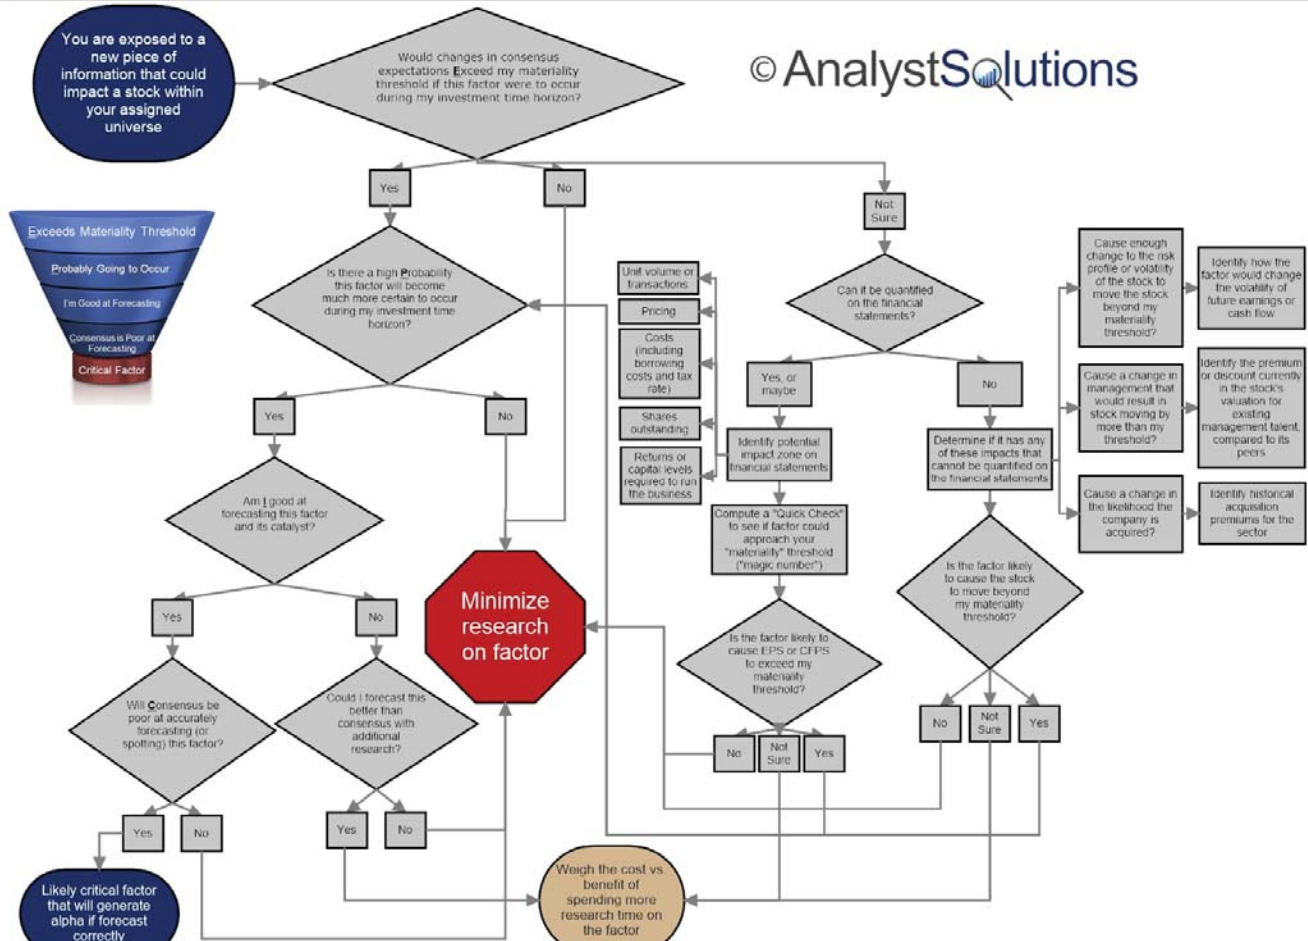 You are exposed to a
new piece of
information that could
impact a stock within
your assigned
universe
Would changes in consensus
expectations Exceed my materiality
threshold if this factor were to occur
during my investment time horizon?
© AnalystSolutions
Yes
No
Not
Sure
Exceeds Materiality Threshold
Probably Going to Occur
I'm Good at Forecasting
Consensus is Poor at
Forecasting
Critical Factor
Is there a high Probability
this factor will become
much more certain to occur
during my investment time
horizon?
Unit volume or
transactions
Pricing
Costs
(including
borrowing
costs and tax
rate)
Shares
outstanding
Returns or
capital levels
required to run
the business
Can it be quantified
on the financial
statements?
Cause enough
change to the risk
profile or volatility
of the stock to
move the stock
beyond my
materiality
threshold?
Identify how the
factor would change
the volatility of
future earnings or
cash flow
Yes, or
maybe
No
Cause a change in
management that
would result in
stock moving by
more than my
threshold?
Identify the premium
or discount currently
in the stock's
valuation for
existing
management talent,
compared to its
peers
Yes
No
Identify potential
impact zone on
financial statements
Determine if it has any
of these impacts that
cannot be quantified on
the financial statements
Cause a change in
the likelihood the
company is
acquired?
Identify historical
acquisition
premiums for the
sector
Am I good at
forecasting this factor
and its catalyst?
Compute a "Quick Check"
to see if factor could
approach your
"materiality" threshold
("magic number")
Is the factor likely
to cause the stock
to move beyond
my materiality
threshold?
Yes
No
Minimize
research
on factor
Is the factor likely to
cause EPS or CFPS
to exceed my
materiality
threshold?
Will Consensus be
poor at accurately
forecasting (or
spotting) this factor?
Could I forecast this
better than
consensus with
additional
research?
No
Not
Sure
Yes
No
Not
Sure
Yes
Yes
No
Yes
No
Likely critical factor
that will generate
alpha if forecast
correctly
Weigh the cost vs.
benefit of
spending more
research time on
the factor